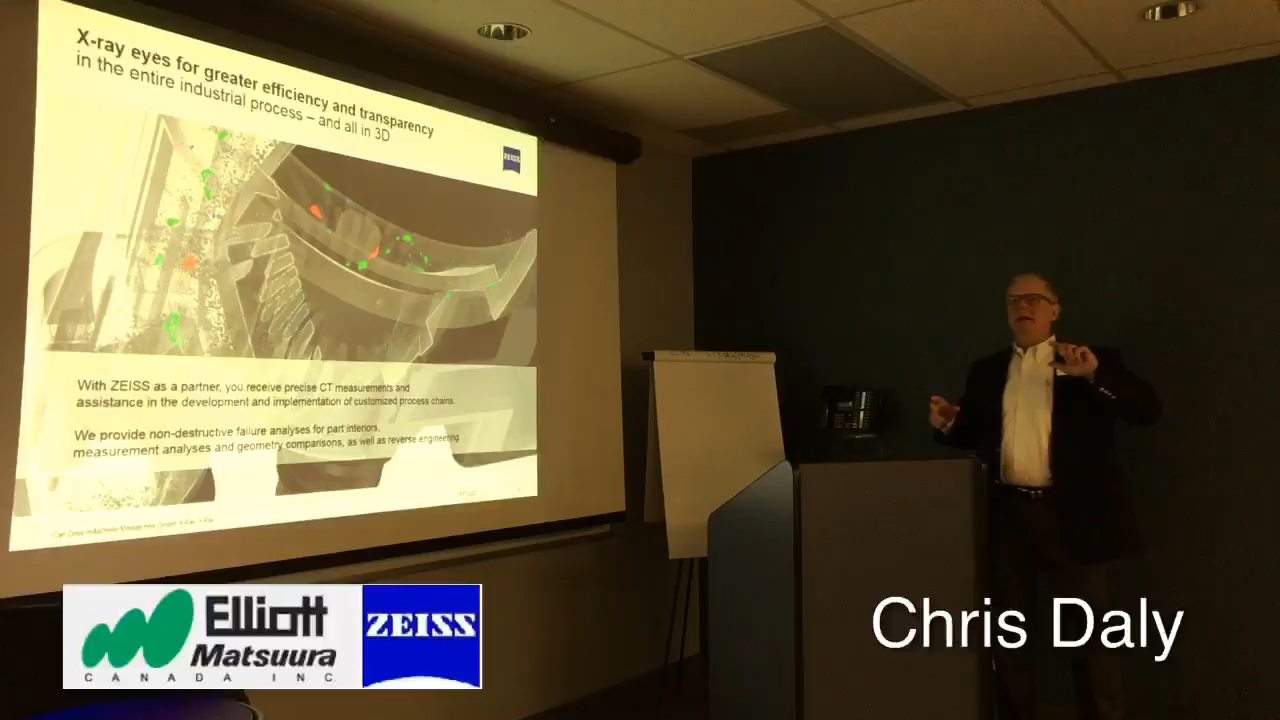 X-ray eyes for greater efficiency and transparency
in the entire industrial process – and all in 3D
ZEISS
With ZEISS as a partner, you receive precise CT measurements and
assistance in the development and implementation of customized process chains.
We provide non-destructive failure analyses for part interiors,
measurement analyses and geometry comparisons, as well as reverse engineering
Elliott
Matsuura
CANADA INC
ZEISS
Chris Daly